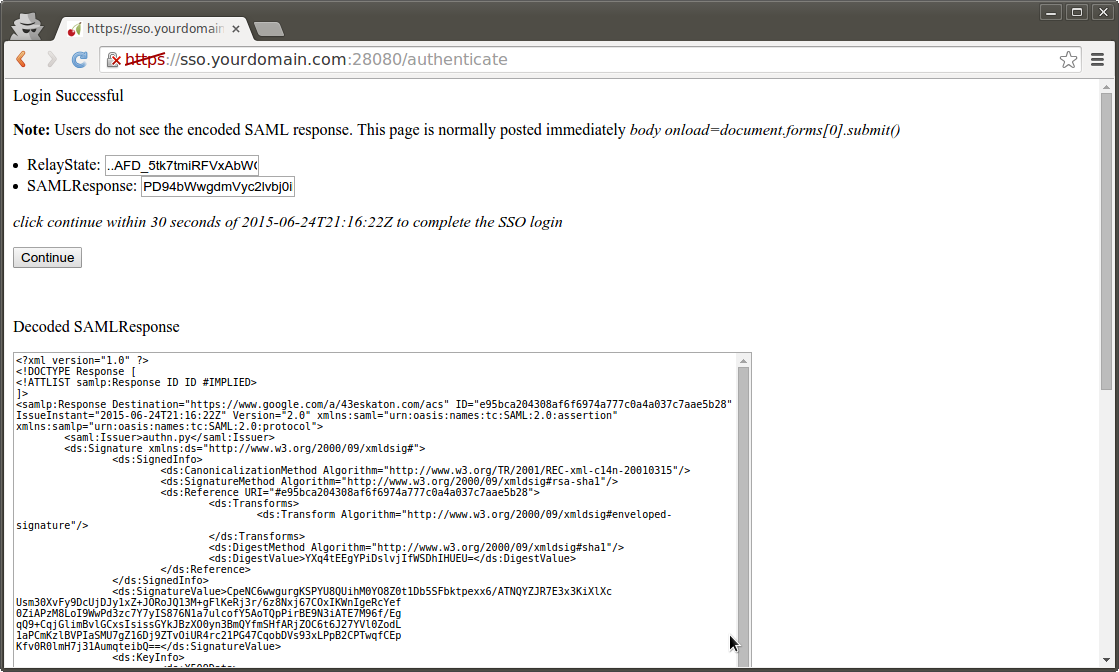 https://sso.yourdomain
https://sso.yourdomain.com:28080/authenticate
Login Successful
Note: Users do not see the encoded SAML response. This page is normally posted immediately body onload=document.forms[0].submit()
• RelayState: ..AFD_5tk7tmiRFVxAbW
• SAMLResponse: PD94bWwgdmVyc2lvbj0i
click continue within 30 seconds of 2015-06-24T21:16:22Z to complete the SSO login
Continue
Decoded SAMLResponse
<?xml version="1.0" ?>
<!DOCTYPE Response [
<!ATTLIST samlp:Response ID ID #IMPLIED>
]>
<samlp:Response Destination="https://www.google.com/a/43eskaton.com/acs" ID="e95bca204308af6f6974a777c0a4a037c7aae5b28"
IssueInstant="2015-06-24T21:16:22Z" Version="2.0" xmlns:saml="urn:oasis:names:tc:SAML:2.0:assertion"
xmlns:samlp="urn:oasis:names:tc:SAML:2.0:protocol">
<saml:Issuer>authn.py</saml:Issuer>
<ds:Signature xmlns:ds="http://www.w3.org/2000/09/xmldsig#">
<ds:SignedInfo>
<ds:CanonicalizationMethod Algorithm="http://www.w3.org/TR/2001/REC-xml-c14n-20010315"/>
<ds:SignatureMethod Algorithm="http://www.w3.org/2000/09/xmldsig#rsa-sha1"/>
<ds:Reference URI="#e95bca204308af6f6974a777c0a4a037c7aae5b28">
<ds:Transforms>
<ds:Transform Algorithm="http://www.w3.org/2000/09/xmldsig#enveloped-
signature"/>
</ds:Transforms>
<ds:DigestMethod Algorithm="http://www.w3.org/2000/09/xmldsig#sha1"/>
<ds:DigestValue>YXq4tEEgYPiDslvjIfWSDhIHUEU=</ds:DigestValue>
</ds:Reference>
</ds:SignedInfo>
<ds:SignatureValue>CpeNC6wwgurgKSPYU8QUihM0YO8Z0t1Db5SFbktpexx6/ATNQYZJR7E3x3KiXlXc
Usm30XvFy9DcUjDJy1xZ+JORoJQ13M+gFlKeRj3r/6z8Nxj67COxIKWnIgeRcYef
0ZiAPzM8LoI9WwPd3zc7Y7yIS876N1a7ulcofY5AoTQpPirBE9N3iATE7M96f/Eg
qQ9+CqjGlimBvlGCxsIsissGYkJBzXO0yn3BmQYfmSHfARjZOC6t6J27YVl0ZodL
1aPCmKzlBVPIaSMU7gZ16Dj9ZTvOiUR4rc21PG47CqobDVs93xLPpB2CPTwqfCEp
Kfv0R0lmH7j31AumqteibQ==</ds:SignatureValue>
<ds:KeyInfo>